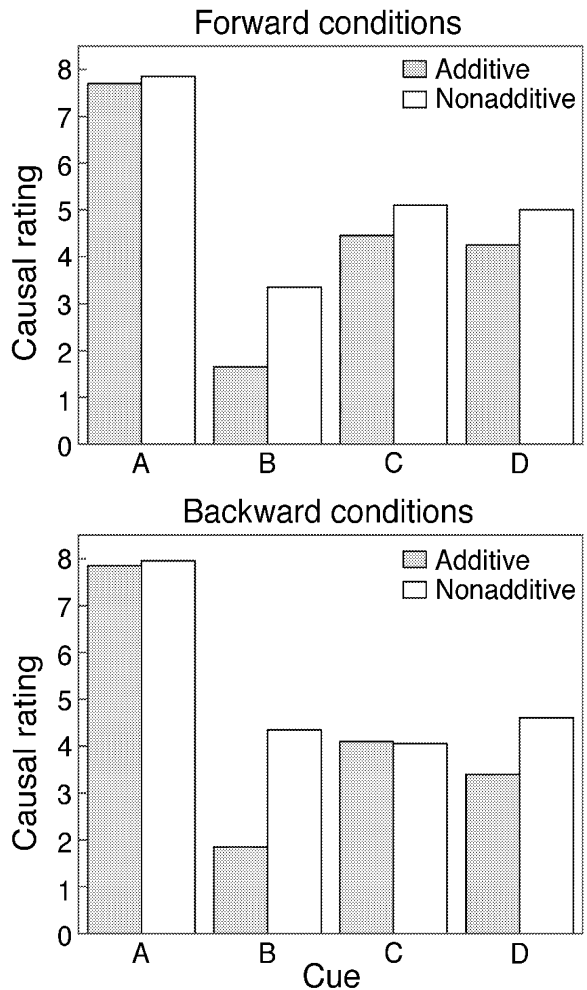 Forward conditions
Additive
Nonadditive
8
7
6
5
4
3
2
1
0
Causal rating
A B C D
Backward conditions
Additive
Nonadditive
8
7
6
5
4
3
2
1
0
Causal rating
A B C D
Cue